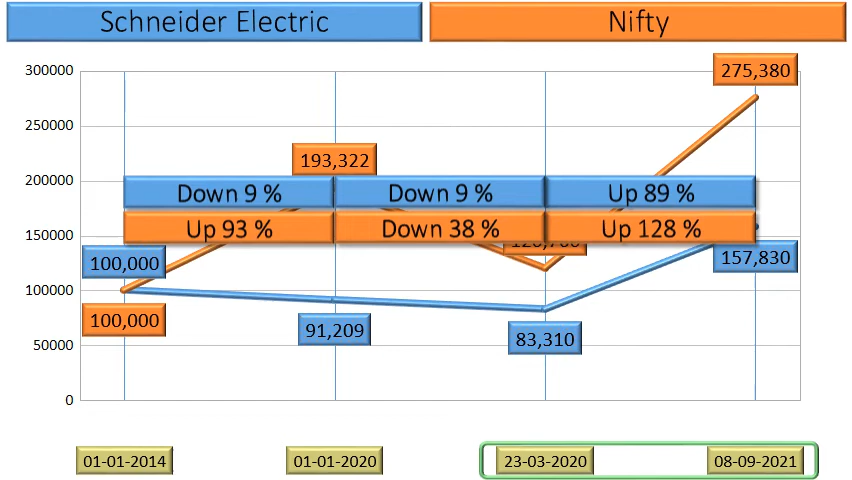 Schneider Electric
Nifty
300000
275,380
250000
200000
193,322
Down 9 %
Down 9 %
Up 89 %
Up 93 %
Down 38 %
Up 128 %
150000
100,000
157,830
100000
100,000
91,209
83,310
50000
0
01-01-2014
01-01-2020
23-03-2020
08-09-2021